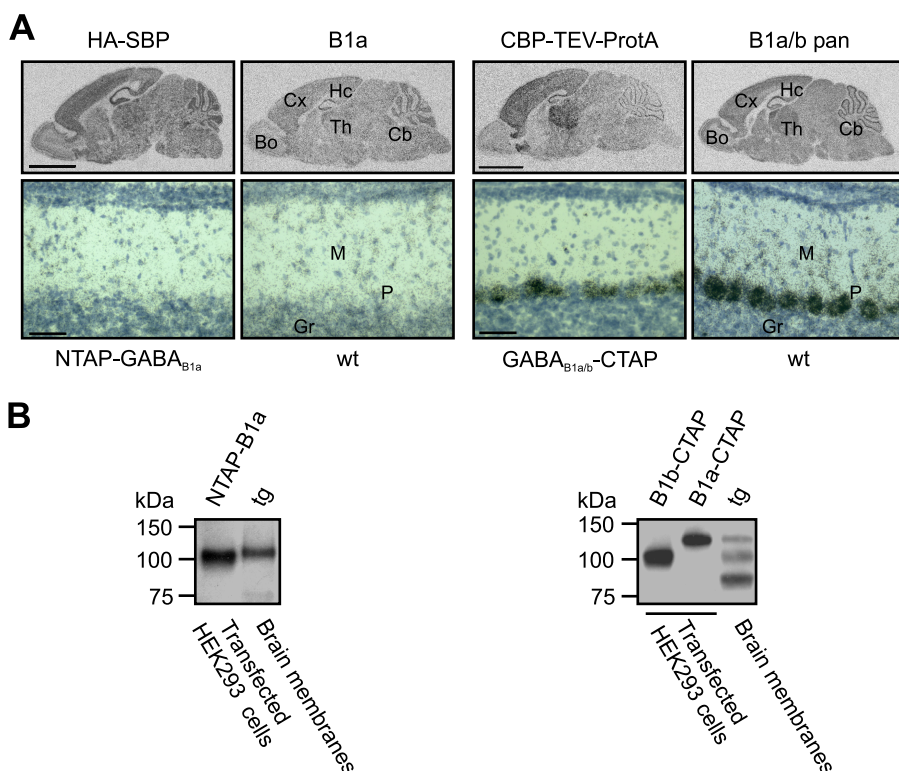 A
HA-SBP B1a CBP-TEV-ProtA B1a/b pan
Cx Hc Bo Th Cb Cx Hc Bo Th Cb
M P Gr M P Gr
NTAP-GABA_B1a wt GABA_B1a/b-CTAP wt
B
NTAP-B1a tg
kDa
150
100
75
Transfected HEK293 cells
Brain membranes
B1b-CTAP B1a-CTAP tg
kDa
150
100
75
Transfected HEK293 cells
Brain membranes